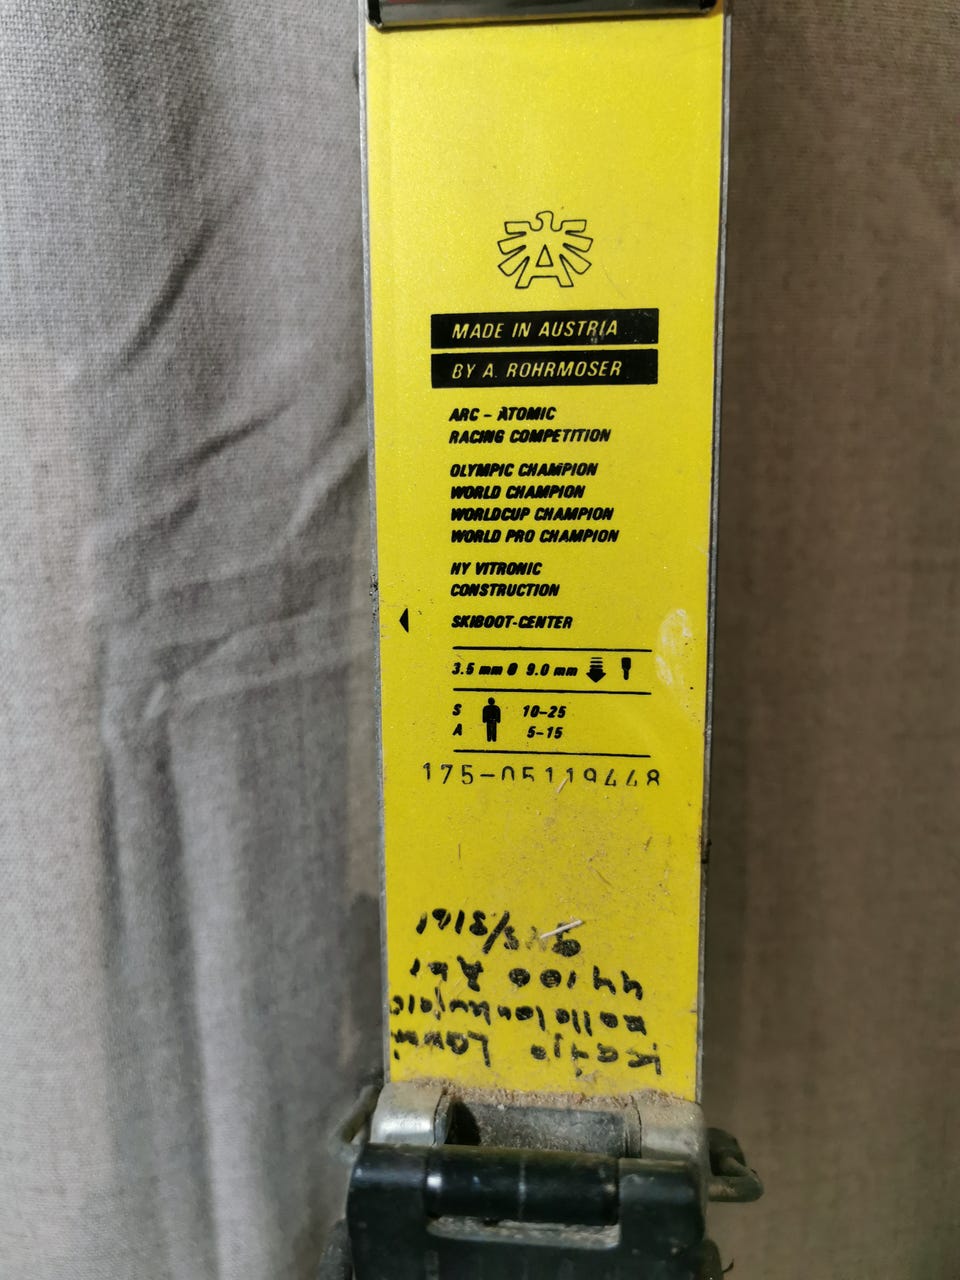 A
MADE IN AUSTRIA
BY A. ROHRMOSER
ARC - ATOMIC
RACING COMPETITION
OLYMPIC CHAMPION
WORLD CHAMPION
WORLDCUP CHAMPION
WORLD PRO CHAMPION
HY VITRONIC
CONSTRUCTION
SKIBOOT-CENTER
3.5 mm Ø 9.0 mm
S 10-25
A 5-15
175-05119448
44100